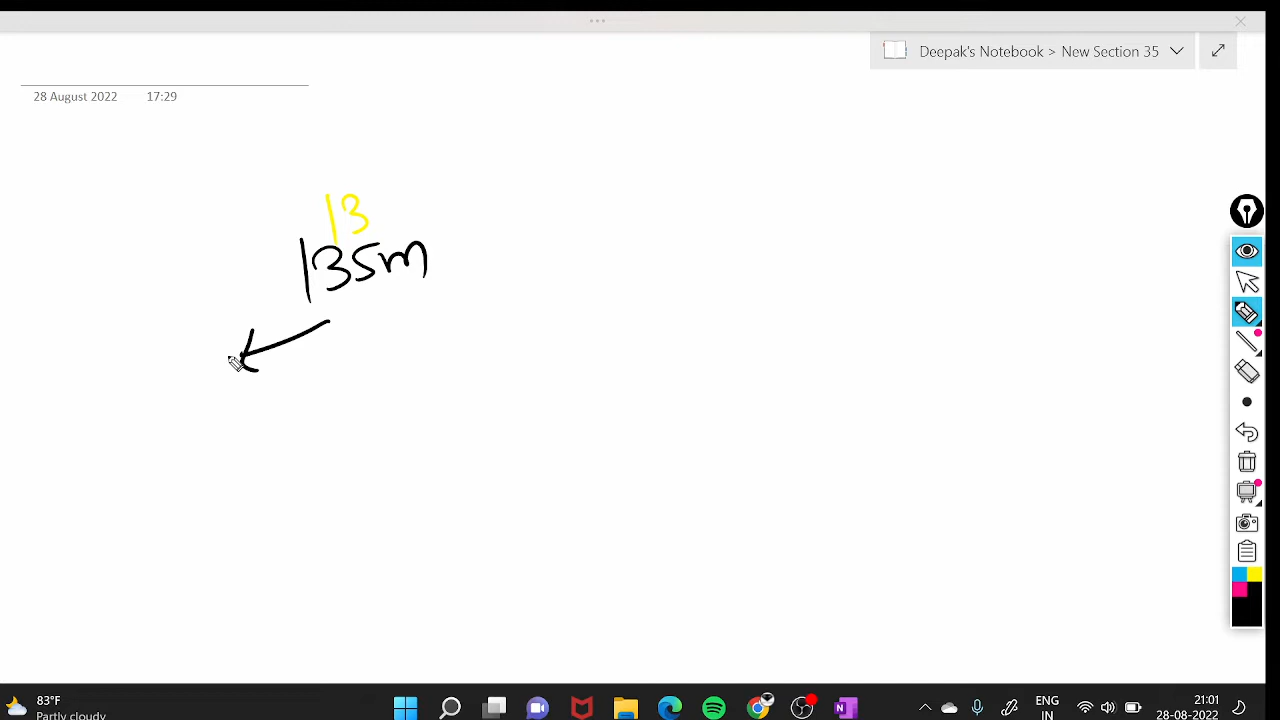 Deepak's Notebook > New Section 35
28 August 2022 17:29
13
135m
83°F
Partly cloudy
ENG
IN
21:01
28-08-2022